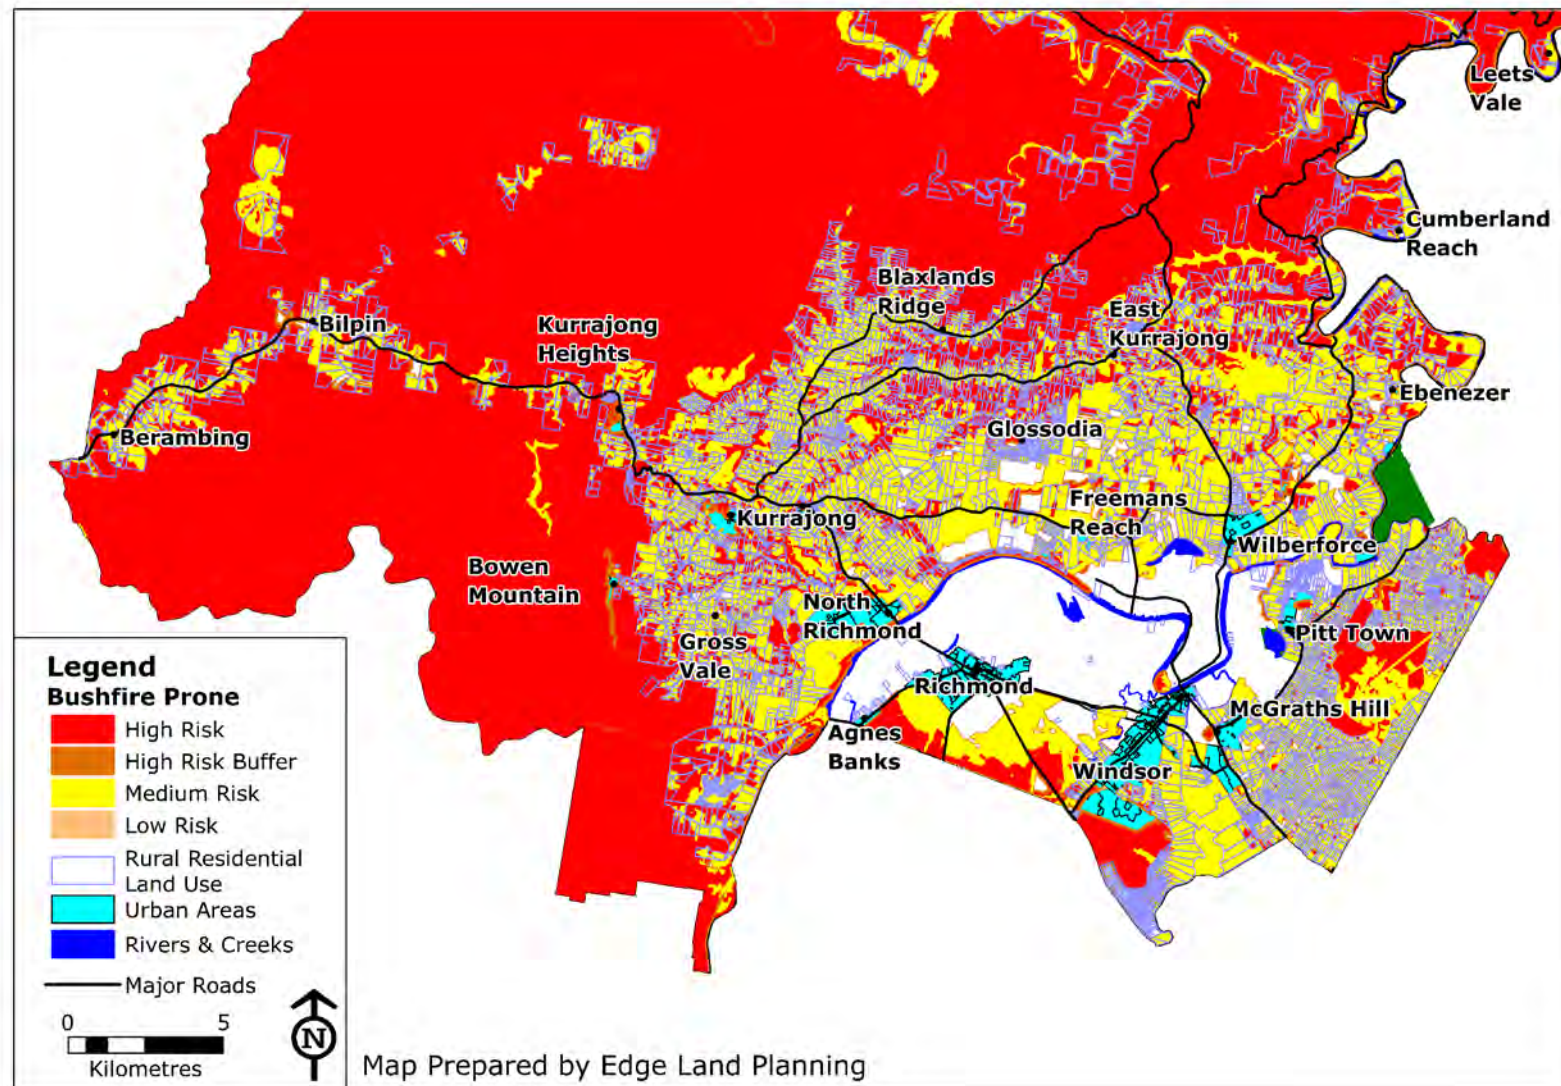 Leets
Vale
Cumberland
Reach
Blaxlands
Ridge
East
Kurrajong
Bilpin
Kurrajong
Heights
Ebenezer
Berambing
Glossodia
Freemans
Reach
Kurrajong
Wilberforce
Bowen
Mountain
North
Richmond
Pitt Town
Gross
Vale
Richmond
McGraths Hill
Agnes
Banks
Windsor
Legend
Bushfire Prone
High Risk
High Risk Buffer
Medium Risk
Low Risk
Rural Residential
Land Use
Urban Areas
Rivers & Creeks
Major Roads
0 5
Kilometres
N
Map Prepared by Edge Land Planning